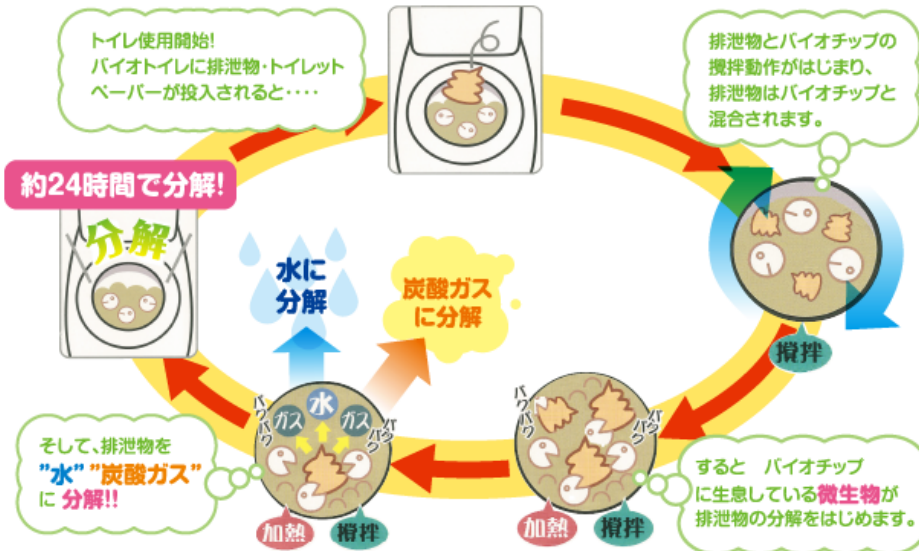 トイレ使用開始!
バイオトイレに排泄物・トイレット
ペーパーが投入されると‥‥
排泄物とバイオチップの
攪拌動作がはじまり、
排泄物はバイオチップと
混合されます。
攪拌
すると バイオチップ
に生息している微生物が
排泄物の分解をはじめます。
パクパク
パクパク
加熱
攪拌
そして、排泄物を
"水" "炭酸ガス"
に 分解!!
パクパク
パクパク
ガス
水
ガス
加熱
攪拌
水に
分解
炭酸ガス
に分解
約24時間で分解!
分解